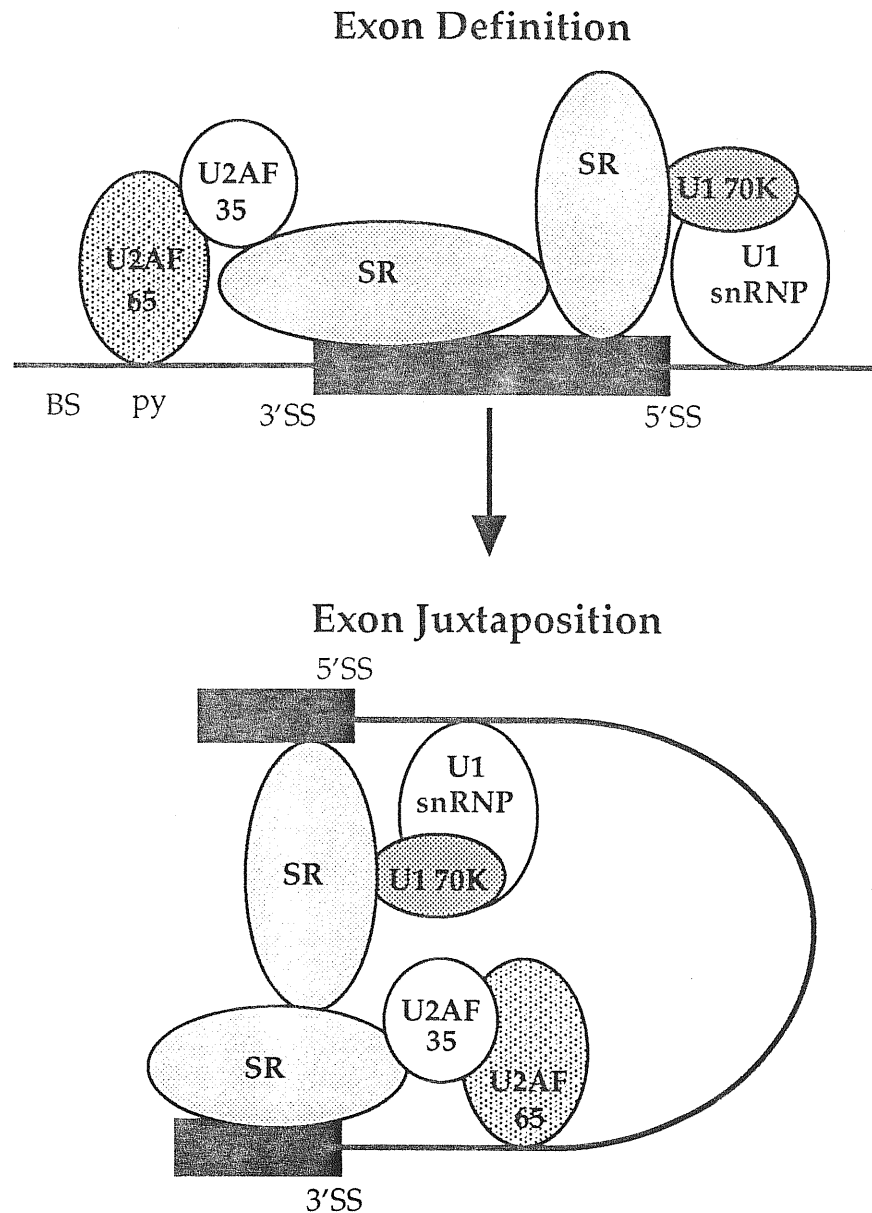 Exon Definition
U2AF
35
SR
U1 70K
U2AF
65
SR
U1
snRNP
BS
py
3'SS
5'SS
Exon Juxtaposition
5'SS
U1
snRNP
SR
U1 70K
U2AF
35
SR
U2AF
65
3'SS